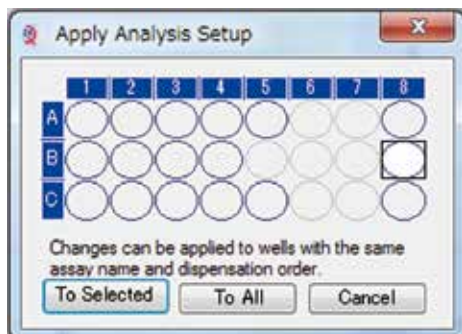 Apply Analysis Setup
1 2 3 4 5 6 7 8
A
B
C
Changes can be applied to wells with the same
assay name and dispensation order.
To Selected To All Cancel